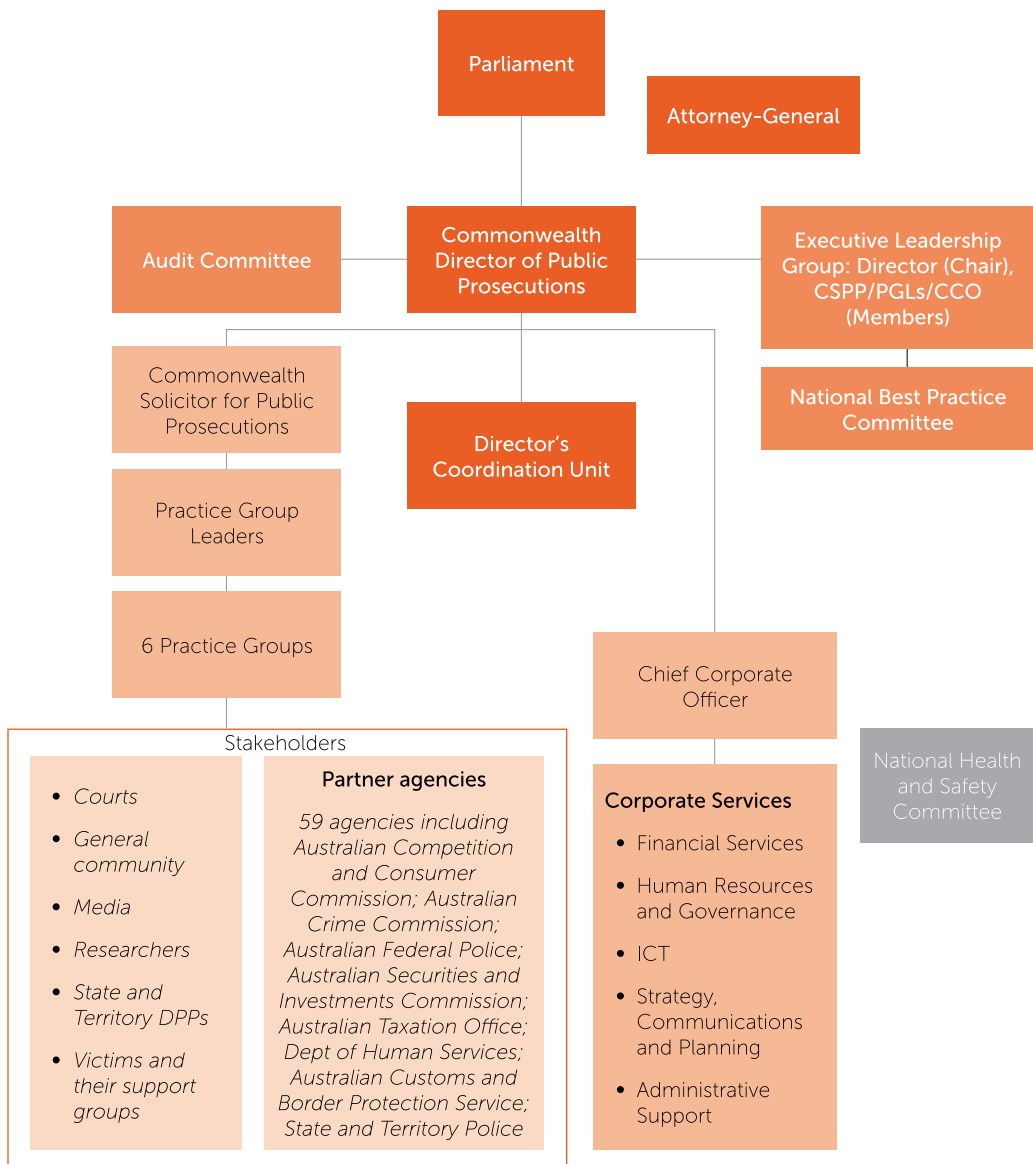 Parliament
Attorney-General
Audit Committee
Commonwealth
Director of Public
Prosecutions
Executive Leadership
Group: Director (Chair),
CSPP/PGLs/CCO
(Members)
National Best Practice
Committee
Commonwealth
Solicitor for Public
Prosecutions
Director’s
Coordination Unit
Practice Group
Leaders
6 Practice Groups
Chief Corporate
Officer
National Health
and Safety
Committee
Stakeholders
• Courts
• General
community
• Media
• Researchers
• State and
Territory DPPs
• Victims and
their support
groups
Partner agencies
59 agencies including
Australian Competition
and Consumer
Commission; Australian
Crime Commission;
Australian Federal Police;
Australian Securities and
Investments Commission;
Australian Taxation Office;
Dept of Human Services;
Australian Customs and
Border Protection Service;
State and Territory Police
Corporate Services
• Financial Services
• Human Resources
and Governance
• ICT
• Strategy,
Communications
and Planning
• Administrative
Support